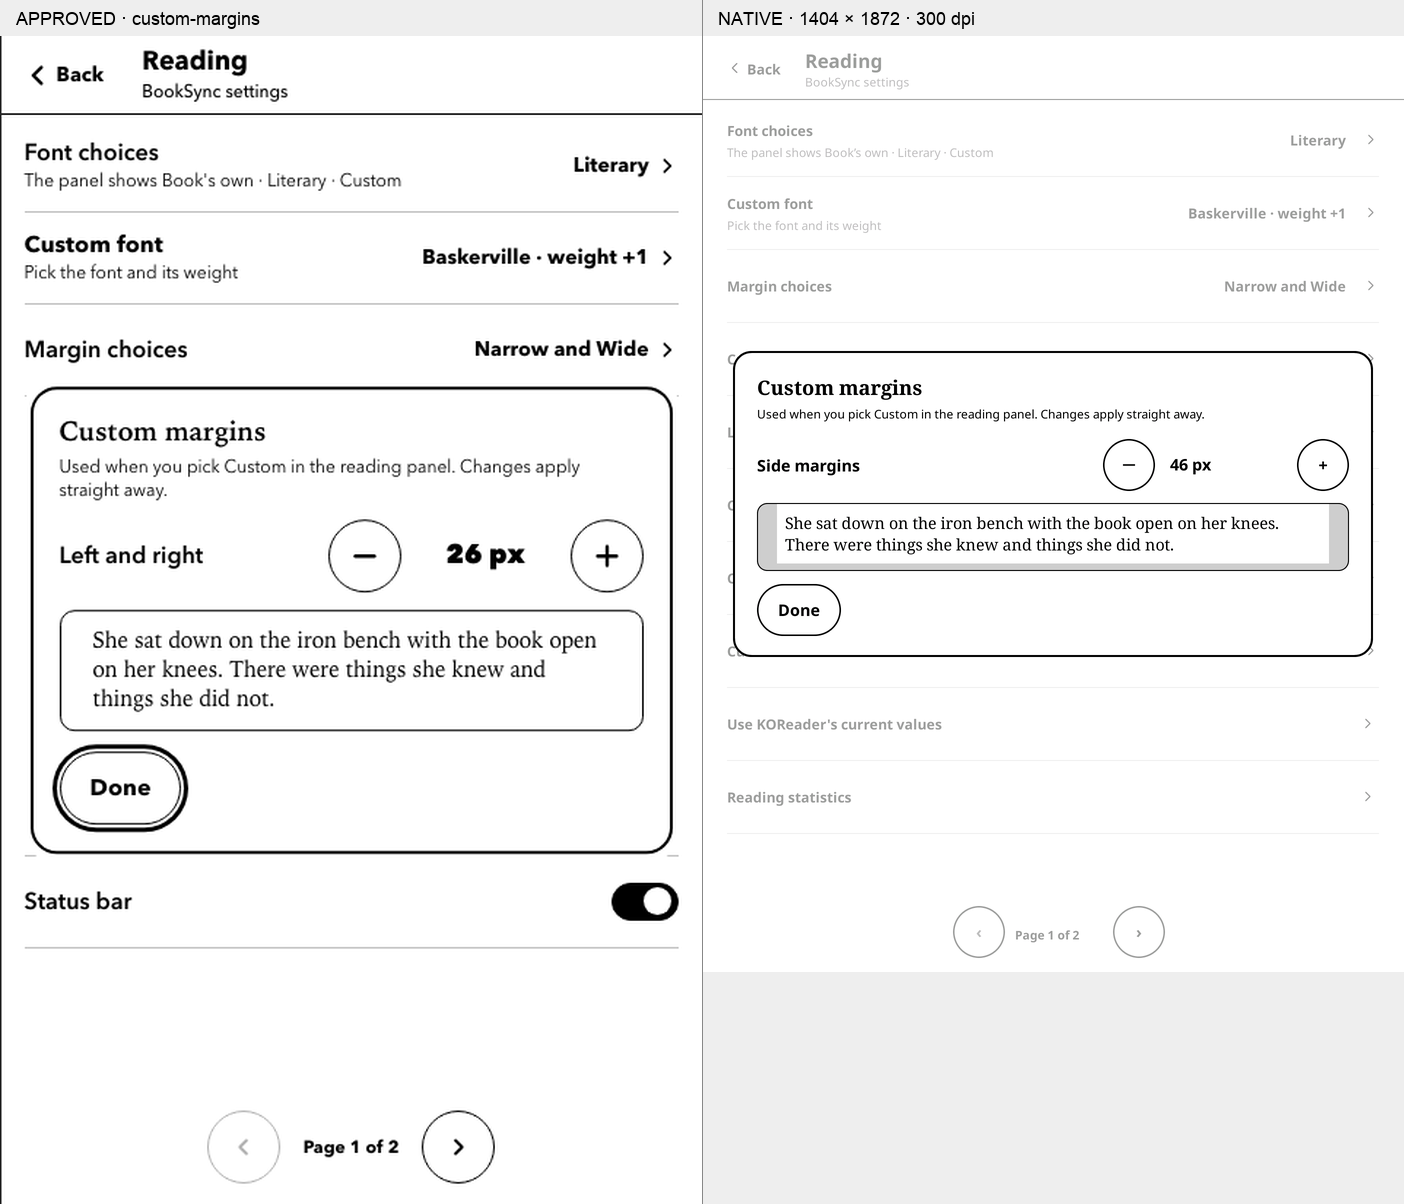 APPROVED · custom-margins
Back
Reading
BookSync settings
Font choices
The panel shows Book's own · Literary · Custom
Literary
Custom font
Pick the font and its weight
Baskerville · weight +1
Margin choices
Narrow and Wide
Custom margins
Used when you pick Custom in the reading panel. Changes apply
straight away.
Left and right
26 px
She sat down on the iron bench with the book open
on her knees. There were things she knew and
things she did not.
Done
Status bar
Page 1 of 2
NATIVE · 1404 × 1872 · 300 dpi
Back
Reading
BookSync settings
Font choices
The panel shows Book's own · Literary · Custom
Literary
Custom font
Pick the font and its weight
Baskerville · weight +1
Margin choices
Narrow and Wide
Custom margins
Used when you pick Custom in the reading panel. Changes apply straight away.
Side margins
46 px
She sat down on the iron bench with the book open on her knees.
There were things she knew and things she did not.
Done
Use KOReader's current values
Reading statistics
Page 1 of 2